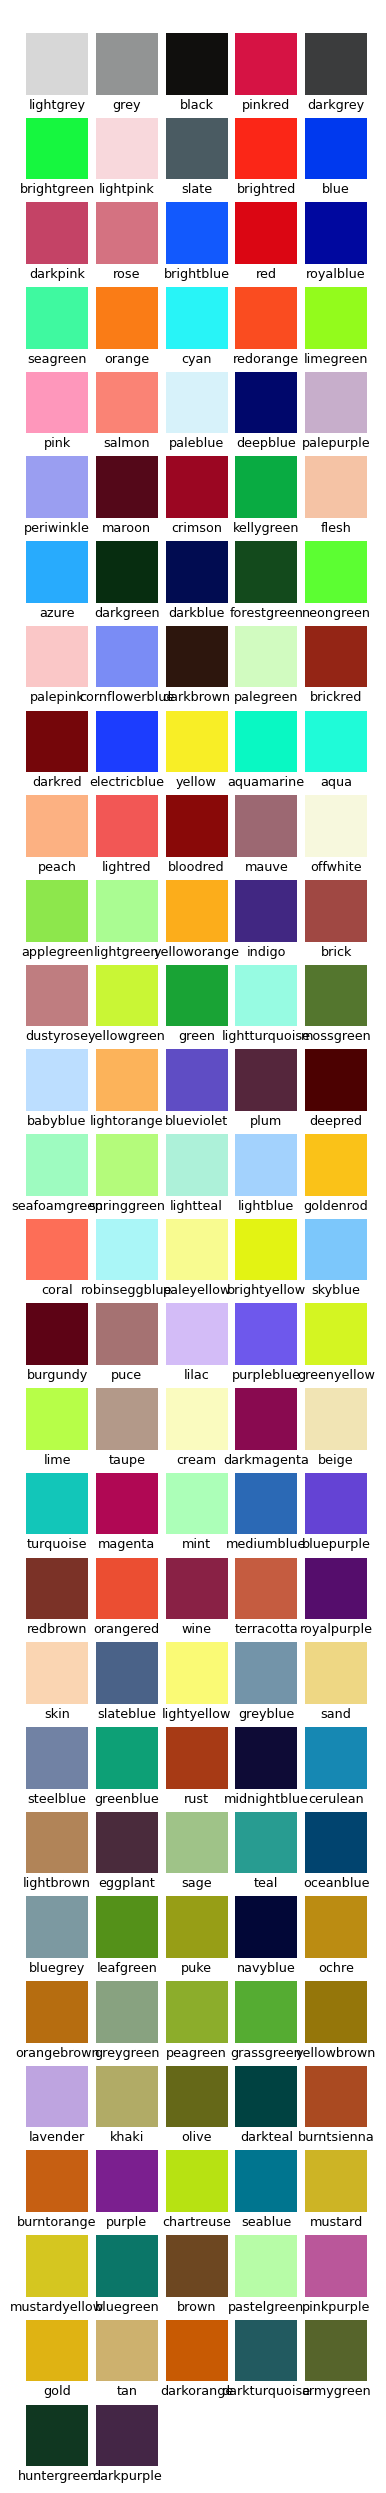 lightgrey grey black pinkred darkgrey
brightgreen lightpink slate brightred blue
darkpink rose brightblue red royalblue
seagreen orange cyan redorange limegreen
pink salmon paleblue deepblue palepurple
periwinkle maroon crimson kellygreen flesh
azure darkgreen darkblue forestgreen neongreen
palepink cornflowerblue darkbrown palegreen brickred
darkred electricblue yellow aquamarine aqua
peach lightred bloodred mauve offwhite
applegreen lightgreen yelloworange indigo brick
dustyrose yellowgreen green lightturquoise mossgreen
babyblue lightorange blueviolet plum deepred
seafoamgreen springgreen lightteal lightblue goldenrod
coral robinseggblue paleyellow brightyellow skyblue
burgundy puce lilac purpleblue greenyellow
lime taupe cream darkmagenta beige
turquoise magenta mint mediumblue bluepurple
redbrown orangered wine terracotta royalpurple
skin slateblue lightyellow greyblue sand
steelblue greenblue rust midnightblue cerulean
lightbrown eggplant sage teal oceanblue
bluegrey leafgreen puke navyblue ochre
orangebrown greygreen peagreen grassgreen yellowbrown
lavender khaki olive darkteal burntsienna
burntorange purple chartreuse seablue mustard
mustardyellow bluegreen brown pastelgreen pinkpurple
gold tan darkorange darkturquoise armygreen
huntergreen darkpurple